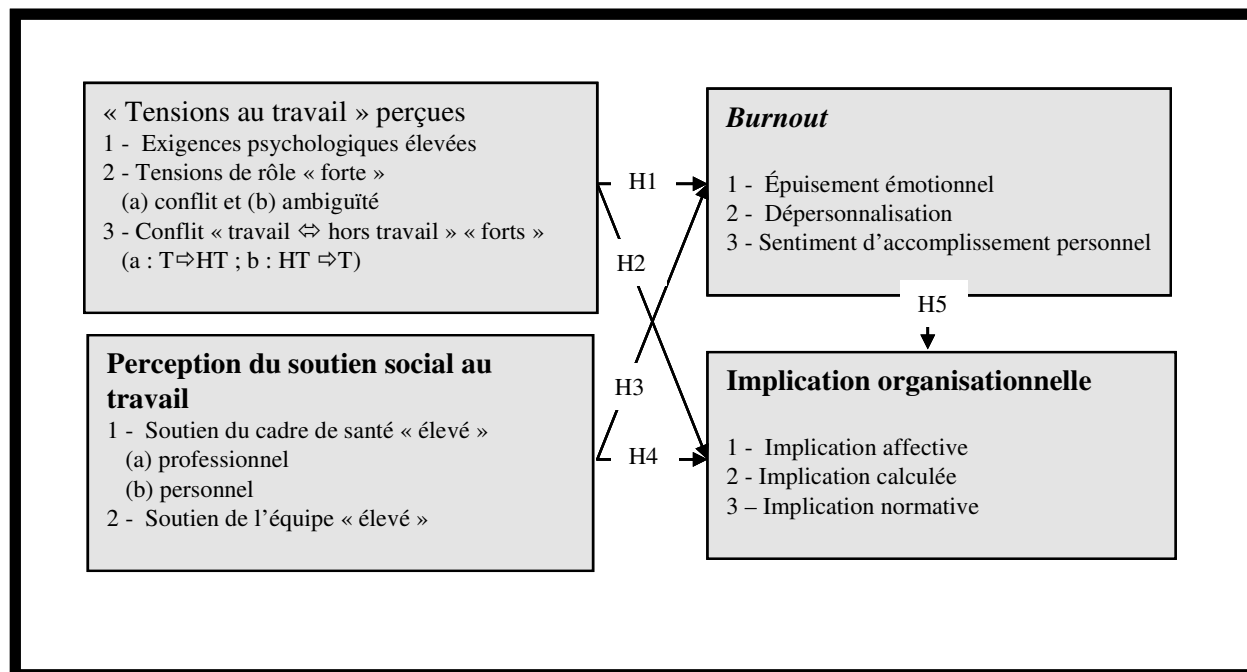 « Tensions au travail » perçues
1 - Exigences psychologiques élevées
2 - Tensions de rôle « forte »
(a) conflit et (b) ambiguïté
3 - Conflit « travail ⇔ hors travail » « forts »
(a : T⇨HT ; b : HT ⇨T)
Perception du soutien social au
travail
1 - Soutien du cadre de santé « élevé »
(a) professionnel
(b) personnel
2 - Soutien de l’équipe « élevé »
H1
H2
H3
H4
Burnout
1 - Épuisement émotionnel
2 - Dépersonnalisation
3 - Sentiment d’accomplissement personnel
H5
Implication organisationnelle
1 - Implication affective
2 - Implication calculée
3 – Implication normative